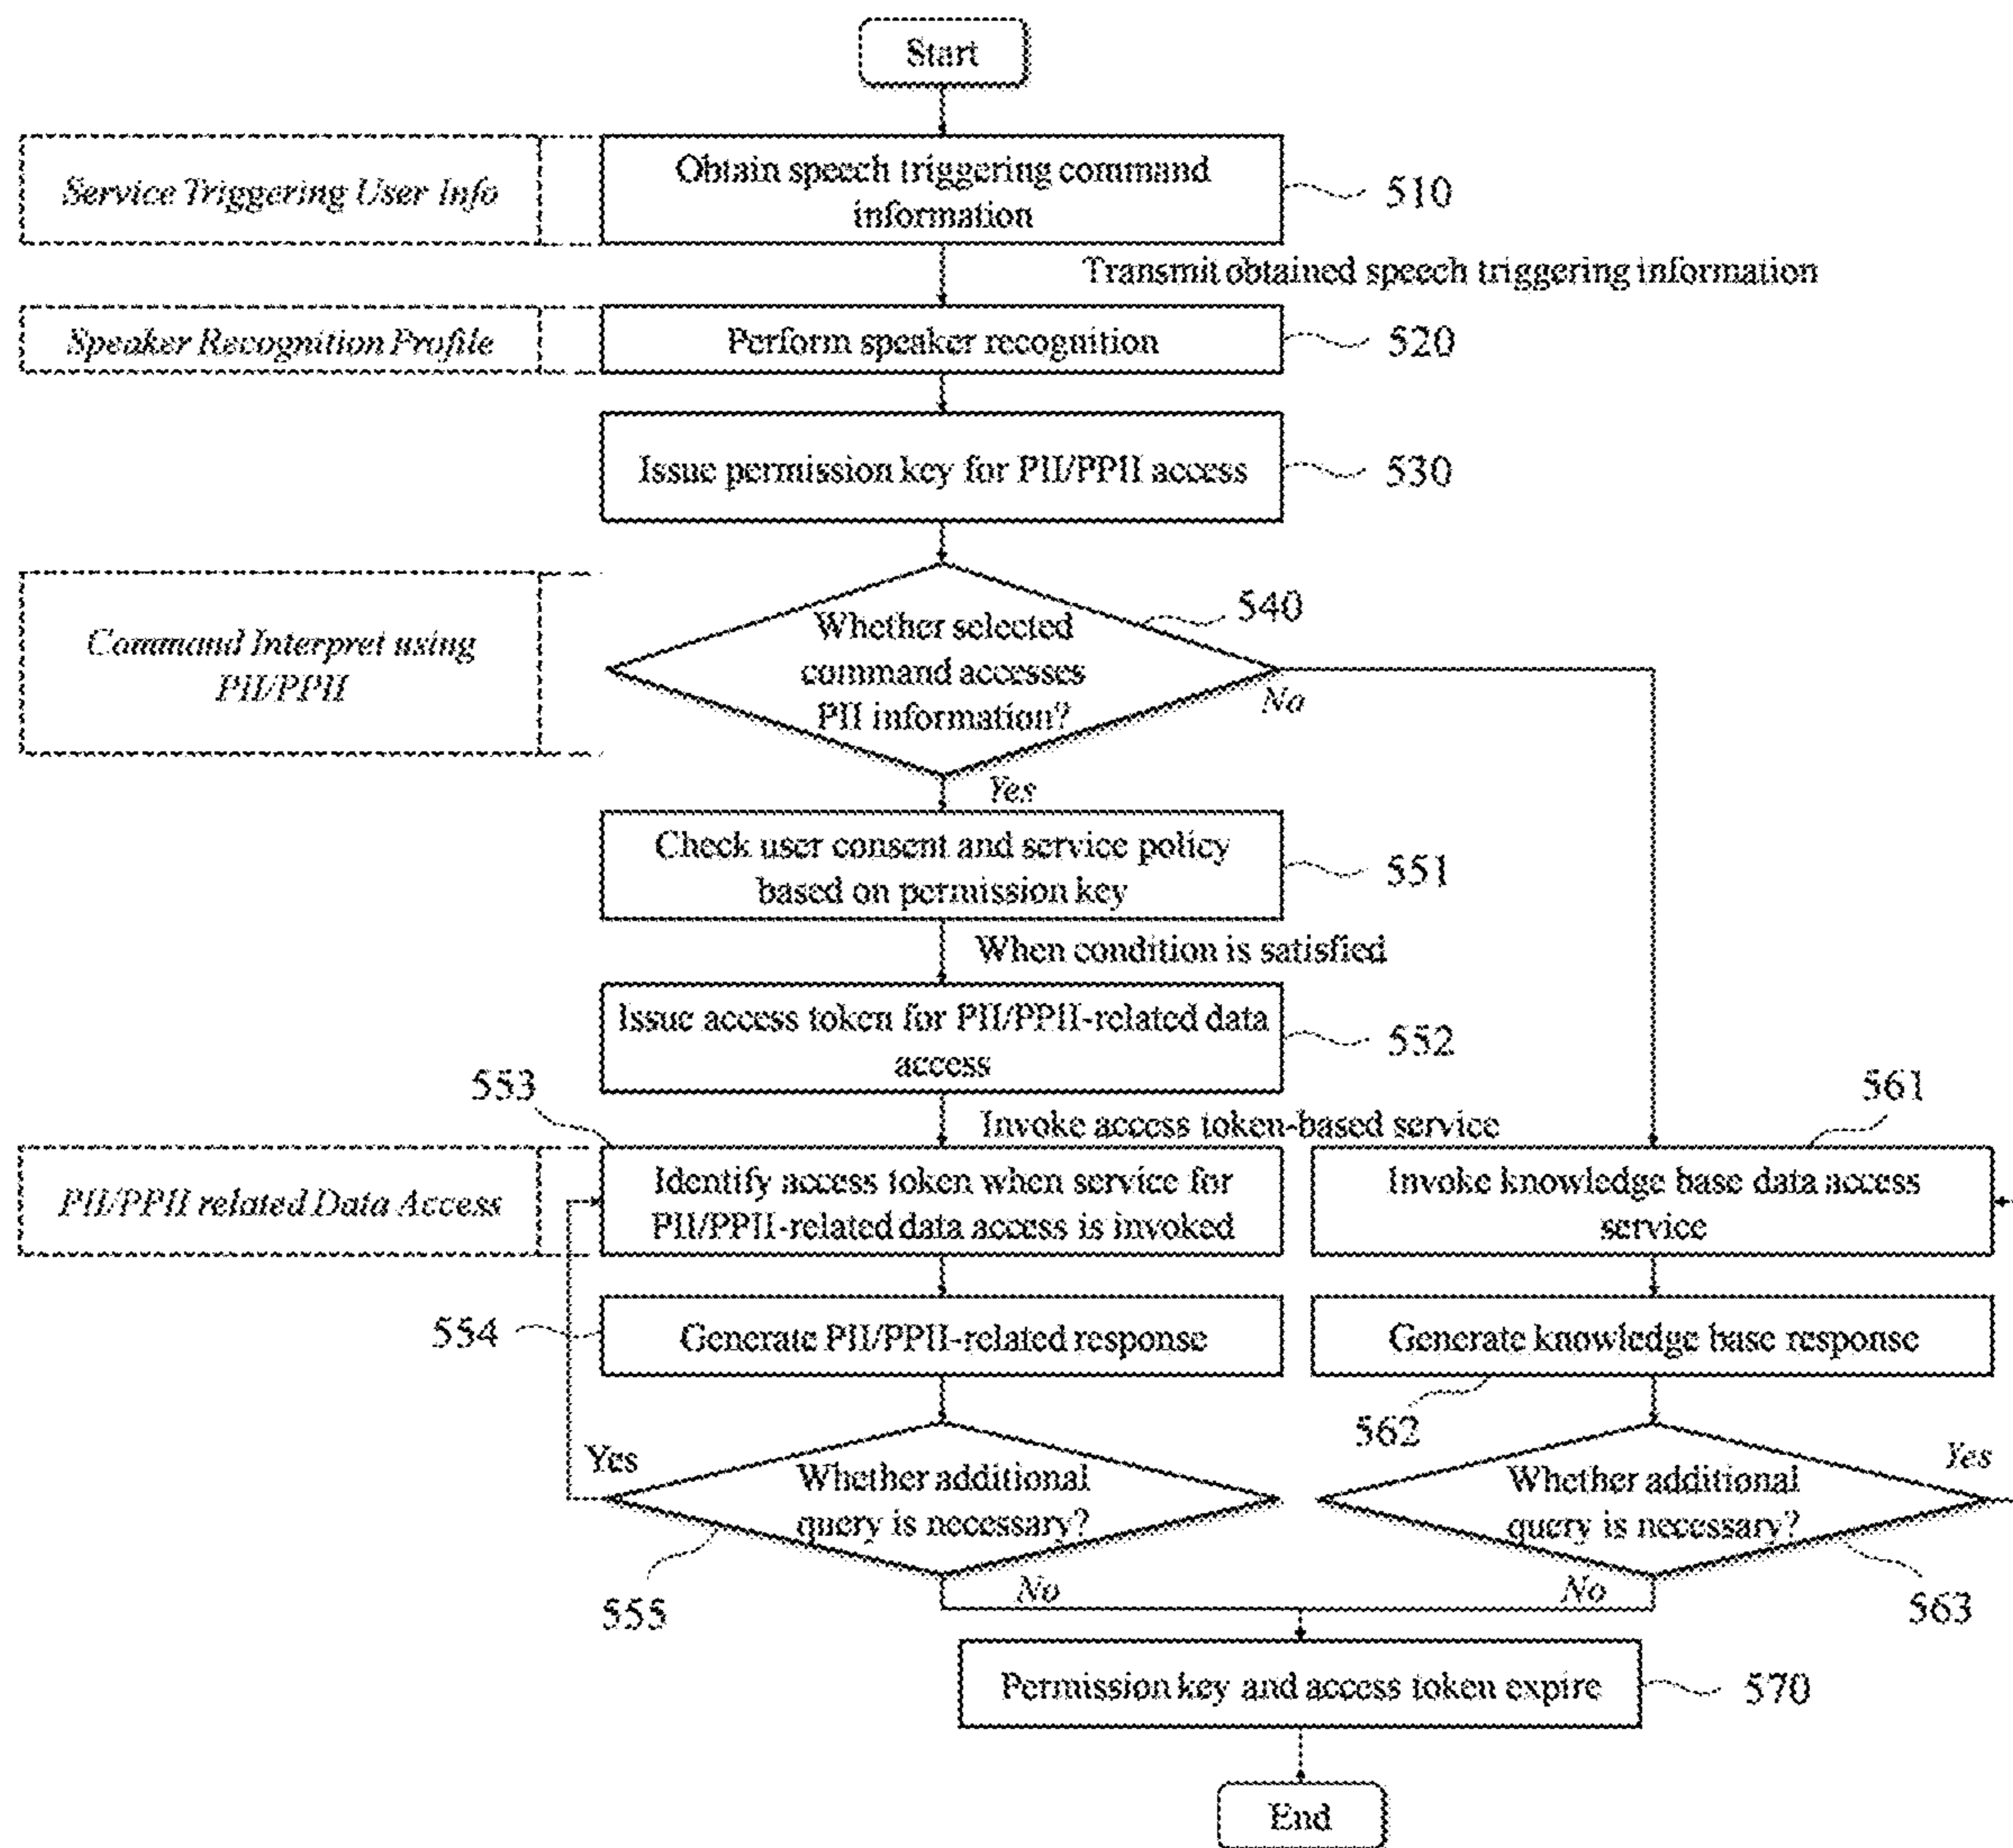 Start
Service Triggering User Info
Obtain speech triggering command
information
510
Transmit obtained speech triggering information
Speaker Recognition Profile
Perform speaker recognition
520
Issue permission key for PII/PPII access
530
Command Interpret using
PII/PPII
Whether selected
command accesses
PII information?
540
No
Yes
Check user consent and service policy
based on permission key
551
When condition is satisfied
Issue access token for PII/PPII-related data
access
552
553
Invoke access token-based service
561
PII/PPII related Data Access
Identify access token when service for
PII/PPII-related data access is invoked
Invoke knowledge base data access
service
554
Generate PII/PPII-related response
Generate knowledge base response
562
Yes
Whether additional
query is necessary?
Whether additional
query is necessary?
Yes
555
No
No
563
Permission key and access token expire
570
End